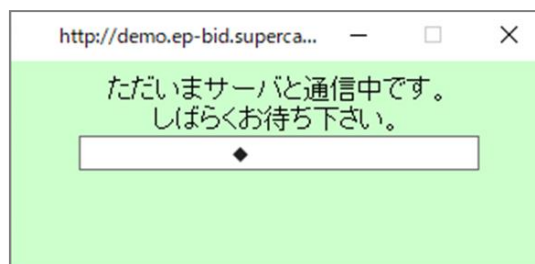 http://demo.ep-bid.superca...
ただいまサーバと通信中です。
しばらくお待ち下さい。